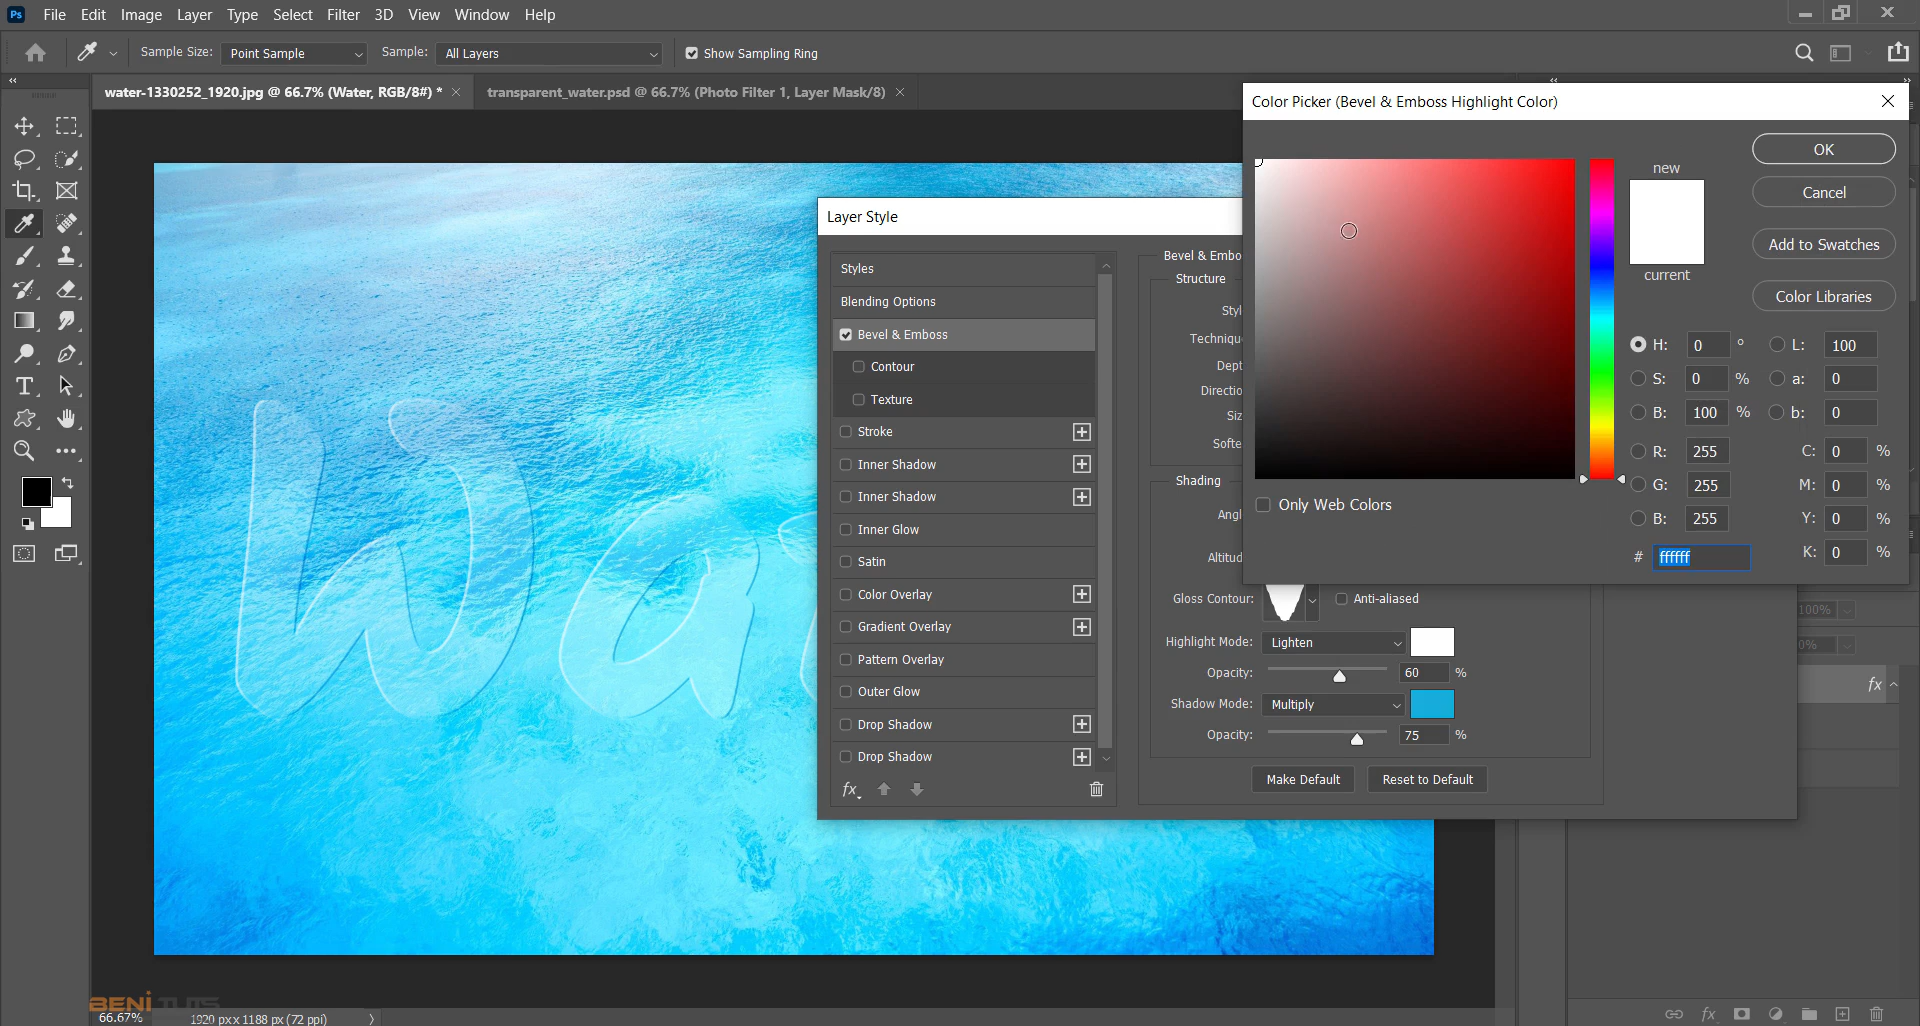 Ps File Edit Image Layer Type Select Filter 3D View Window Help
Sample Size: Point Sample Sample: All Layers Show Sampling Ring
water-1330252_1920.jpg @ 66.7% (Water, RGB/8#) *
transparent_water.psd @ 66.7% (Photo Filter 1, Layer Mask/8)
Color Picker (Bevel & Emboss Highlight Color)
new
current
OK
Cancel
Add to Swatches
Color Libraries
H: 0 °
S: 0 %
B: 100 %
R: 255
G: 255
B: 255
# ffffff
L: 100
a: 0
b: 0
C: 0 %
M: 0 %
Y: 0 %
K: 0 %
Only Web Colors
Layer Style
Styles
Blending Options
Bevel & Emboss
Contour
Texture
Stroke
Inner Shadow
Inner Shadow
Inner Glow
Satin
Color Overlay
Gradient Overlay
Pattern Overlay
Outer Glow
Drop Shadow
Drop Shadow
fx
Bevel & Embo
Structure
Styl
Techniqu
Dept
Directio
Siz
Softe
Shading
Angl
Altitud
Gloss Contour: Anti-aliased
Highlight Mode: Lighten
Opacity: 60 %
Shadow Mode: Multiply
Opacity: 75 %
Make Default Reset to Default
100%
0%
fx
T
Wa
BENI TUTS
66.67% 1920 px x 1188 px (72 ppi)
fx